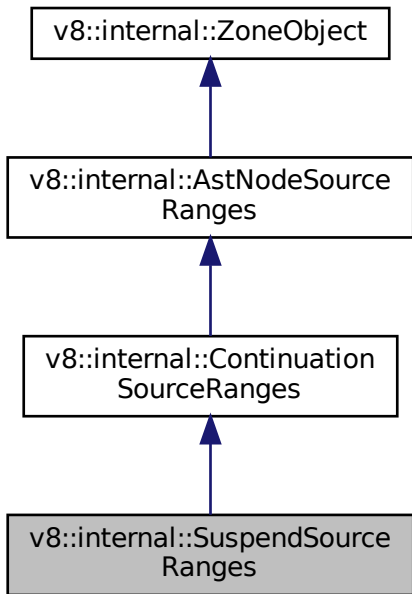 v8::internal::ZoneObject
v8::internal::AstNodeSource
Ranges
v8::internal::Continuation
SourceRanges
v8::internal::SuspendSource
Ranges